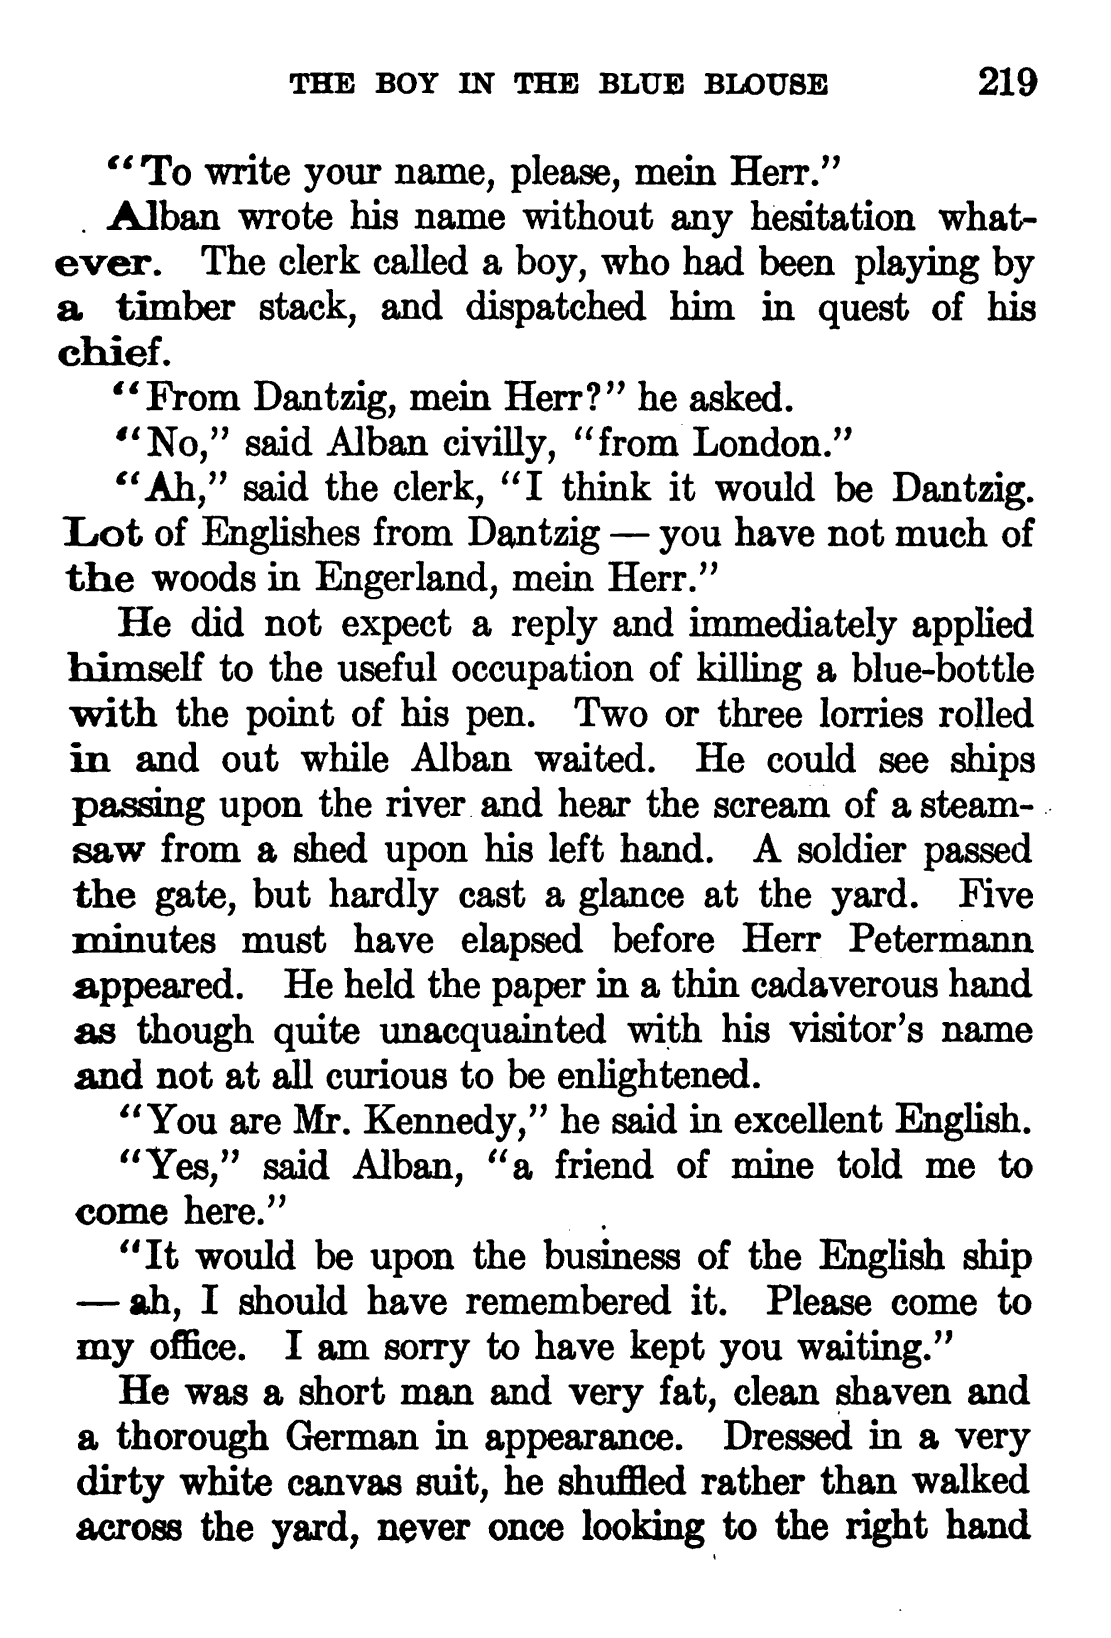 THE BOY IN THE BLUE BLOUSE 219
“To write your name, please, mein Herr.”
Alban wrote his name without any hesitation what-
ever. The clerk called a boy, who had been playing by
a timber stack, and dispatched him in quest of his
chief.
“From Dantzig, mein Herr?” he asked.
“No,” said Alban civilly, “from London.”
“Ah,” said the clerk, “I think it would be Dantzig.
Lot of Englishes from Dantzig — you have not much of
the woods in Engerland, mein Herr.”
He did not expect a reply and immediately applied
himself to the useful occupation of killing a blue-bottle
with the point of his pen. Two or three lorries rolled
in and out while Alban waited. He could see ships
passing upon the river and hear the scream of a steam-
saw from a shed upon his left hand. A soldier passed
the gate, but hardly cast a glance at the yard. Five
minutes must have elapsed before Herr Petermann
appeared. He held the paper in a thin cadaverous hand
as though quite unacquainted with his visitor’s name
and not at all curious to be enlightened.
“You are Mr. Kennedy,” he said in excellent English.
“Yes,” said Alban, “a friend of mine told me to
come here.”
“It would be upon the business of the English ship
— ah, I should have remembered it. Please come to
my office. I am sorry to have kept you waiting.”
He was a short man and very fat, clean shaven and
a thorough German in appearance. Dressed in a very
dirty white canvas suit, he shuffled rather than walked
across the yard, never once looking to the right hand